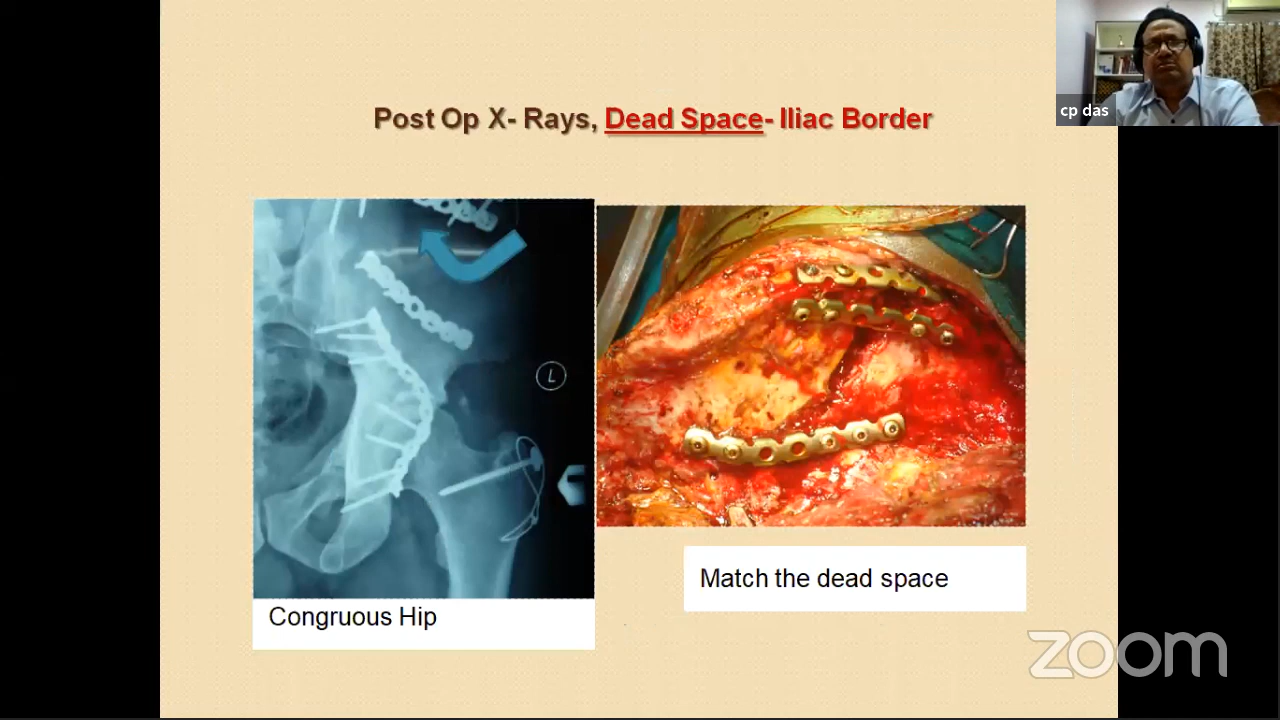 cp das
Post Op X- Rays, Dead Space- Iliac Border
L
Match the dead space
Congruous Hip
zoom